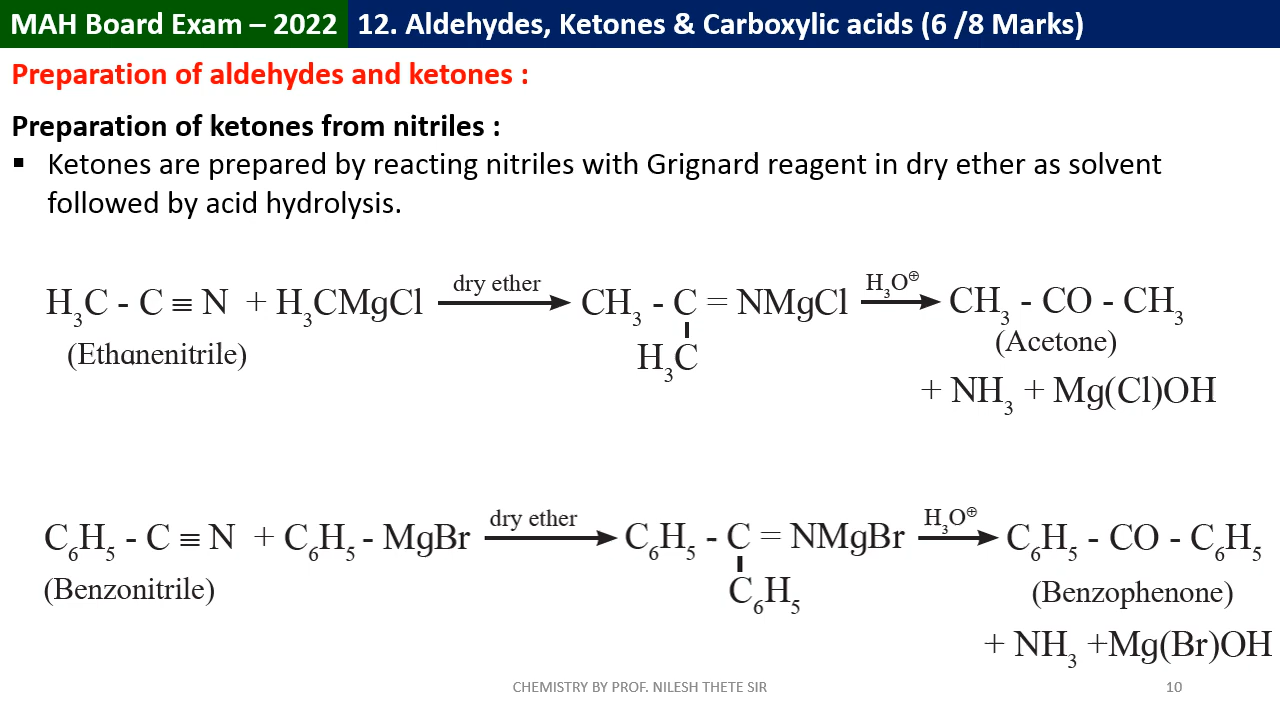 MAH Board Exam – 2022 12. Aldehydes, Ketones & Carboxylic acids (6 /8 Marks)
Preparation of aldehydes and ketones :
Preparation of ketones from nitriles :
▪ Ketones are prepared by reacting nitriles with Grignard reagent in dry ether as solvent
followed by acid hydrolysis.
dry ether H₃O⊕
H₃C - C ≡ N + H₃CMgCl ⟶ CH₃ - C = NMgCl ⟶ CH₃ - CO - CH₃
(Ethanenitrile) H₃C (Acetone)
+ NH₃ + Mg(Cl)OH
dry ether H₃O⊕
C₆H₅ - C ≡ N + C₆H₅ - MgBr ⟶ C₆H₅ - C = NMgBr ⟶ C₆H₅ - CO - C₆H₅
(Benzonitrile) C₆H₅ (Benzophenone)
+ NH₃ +Mg(Br)OH
CHEMISTRY BY PROF. NILESH THETE SIR 10